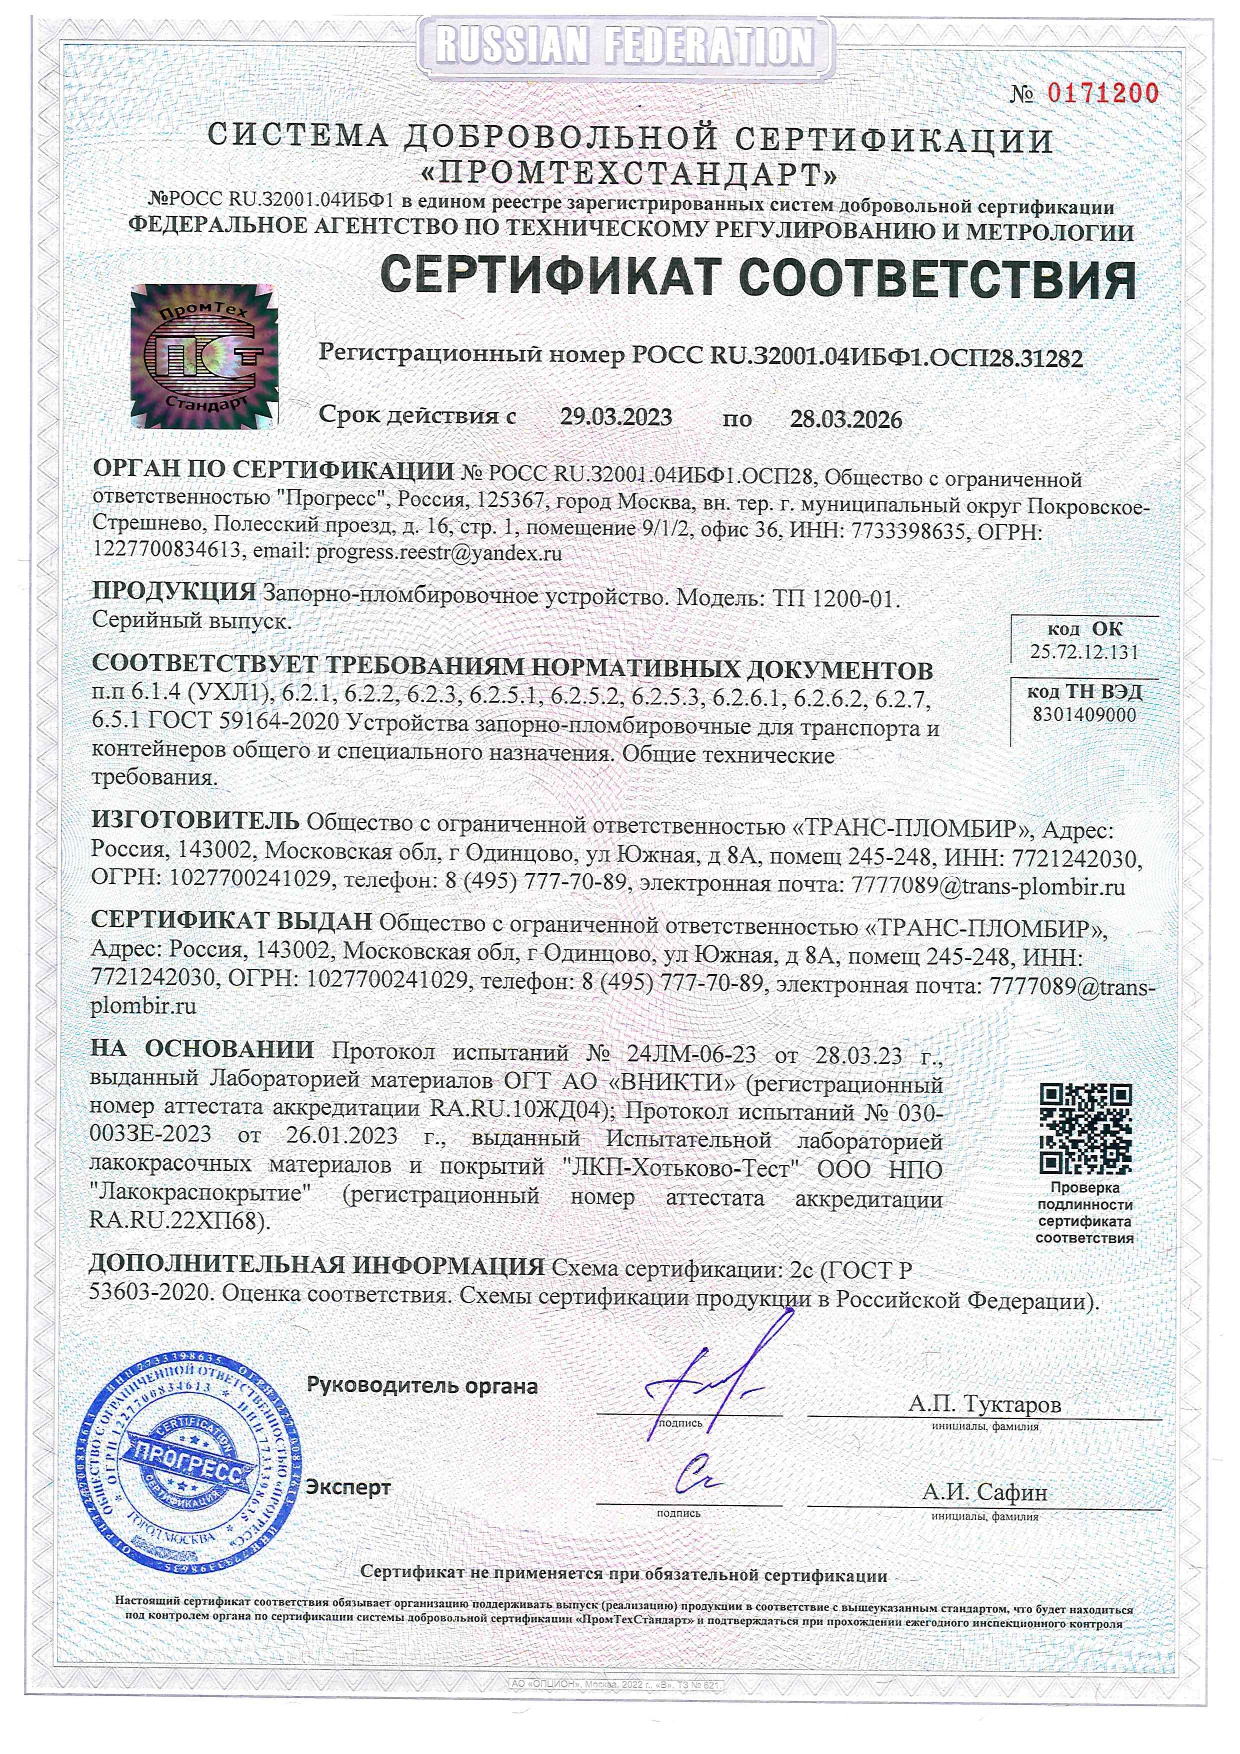 RUSSIAN FEDERATION
№ 0171200
СИСТЕМА ДОБРОВОЛЬНОЙ СЕРТИФИКАЦИИ
«ПРОМТЕХСТАНДАРТ»
№РОСС RU.З2001.04ИБФ1 в едином реестре зарегистрированных систем добровольной сертификации
ФЕДЕРАЛЬНОЕ АГЕНТСТВО ПО ТЕХНИЧЕСКОМУ РЕГУЛИРОВАНИЮ И МЕТРОЛОГИИ
СЕРТИФИКАТ СООТВЕТСТВИЯ
ПромТех
ПСТ
Стандарт
Регистрационный номер РОСС RU.З2001.04ИБФ1.ОСП28.31282
Срок действия с 29.03.2023 по 28.03.2026
ОРГАН ПО СЕРТИФИКАЦИИ № РОСС RU.З2001.04ИБФ1.ОСП28, Общество с ограниченной
ответственностью "Прогресс", Россия, 125367, город Москва, вн. тер. г. муниципальный округ Покровское-
Стрешнево, Полесский проезд, д. 16, стр. 1, помещение 9/1/2, офис 36, ИНН: 7733398635, ОГРН:
1227700834613, email: progress.reestr@yandex.ru
ПРОДУКЦИЯ Запорно-пломбировочное устройство. Модель: ТП 1200-01.
Серийный выпуск.
код ОК
25.72.12.131
СООТВЕТСТВУЕТ ТРЕБОВАНИЯМ НОРМАТИВНЫХ ДОКУМЕНТОВ
п.п 6.1.4 (УХЛ1), 6.2.1, 6.2.2, 6.2.3, 6.2.5.1, 6.2.5.2, 6.2.5.3, 6.2.6.1, 6.2.6.2, 6.2.7,
6.5.1 ГОСТ 59164-2020 Устройства запорно-пломбировочные для транспорта и
контейнеров общего и специального назначения. Общие технические
требования.
код ТН ВЭД
8301409000
ИЗГОТОВИТЕЛЬ Общество с ограниченной ответственностью «ТРАНС-ПЛОМБИР», Адрес:
Россия, 143002, Московская обл, г Одинцово, ул Южная, д 8А, помещ 245-248, ИНН: 7721242030,
ОГРН: 1027700241029, телефон: 8 (495) 777-70-89, электронная почта: 7777089@trans-plombir.ru
СЕРТИФИКАТ ВЫДАН Общество с ограниченной ответственностью «ТРАНС-ПЛОМБИР»,
Адрес: Россия, 143002, Московская обл, г Одинцово, ул Южная, д 8А, помещ 245-248, ИНН:
7721242030, ОГРН: 1027700241029, телефон: 8 (495) 777-70-89, электронная почта: 7777089@trans-
plombir.ru
НА ОСНОВАНИИ Протокол испытаний № 24ЛМ-06-23 от 28.03.23 г.,
выданный Лабораторией материалов ОГТ АО «ВНИКТИ» (регистрационный
номер аттестата аккредитации RA.RU.10ЖД04); Протокол испытаний № 030-
003ЗЕ-2023 от 26.01.2023 г., выданный Испытательной лабораторией
лакокрасочных материалов и покрытий "ЛКП-Хотьково-Тест" ООО НПО
"Лакокраспокрытие" (регистрационный номер аттестата аккредитации
RA.RU.22ХП68).
Проверка
подлинности
сертификата
соответствия
ДОПОЛНИТЕЛЬНАЯ ИНФОРМАЦИЯ Схема сертификации: 2с (ГОСТ Р
53603-2020. Оценка соответствия. Схемы сертификации продукции в Российской Федерации).
Руководитель органа
подпись
А.П. Туктаров
инициалы, фамилия
Эксперт
подпись
А.И. Сафин
инициалы, фамилия
ОБЩЕСТВО С ОГРАНИЧЕННОЙ ОТВЕТСТВЕННОСТЬЮ «ПРОГРЕСС»
ОГРН 1227700834613 * ИНН 7733398635
CERTIFICATION
ПРОГРЕСС
СЕРТИФИКАЦИЯ
ГОРОД МОСКВА
Сертификат не применяется при обязательной сертификации
Настоящий сертификат соответствия обязывает организацию поддерживать выпуск (реализацию) продукции в соответствие с вышеуказанным стандартом, что будет находиться
под контролем органа по сертификации системы добровольной сертификации «ПромТехСтандарт» и подтверждаться при прохождении ежегодного инспекционного контроля
АО «ОПЦИОН», Москва, 2022 г., «В». ТЗ № 621.